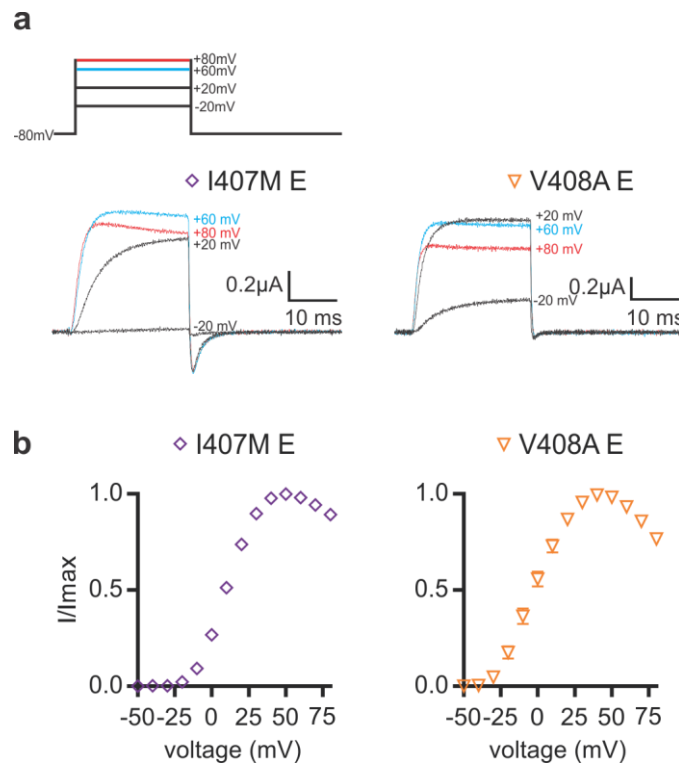 a
+80mV
+60mV
+20mV
-20mV
-80mV
I407M E
V408A E
+60 mV
+80 mV
+20 mV
-20 mV
0.2µA
10 ms
+20 mV
+60 mV
+80 mV
-20 mV
0.2µA
10 ms
b
I407M E
V408A E
I/Imax
1.0
0.5
0.0
-50 -25 0 25 50 75
voltage (mV)
1.0
0.5
0.0
-50 -25 0 25 50 75
voltage (mV)